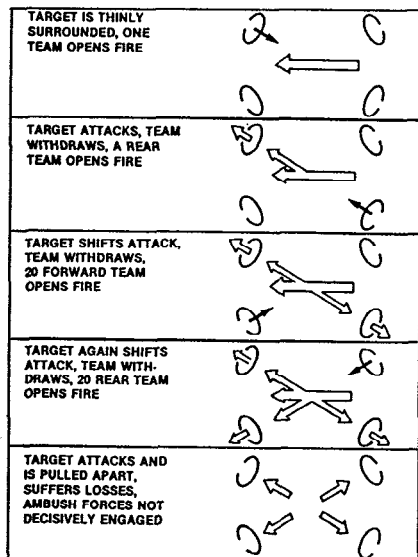 TARGET IS THINLY
SURROUNDED, ONE
TEAM OPENS FIRE
TARGET ATTACKS, TEAM
WITHDRAWS, A REAR
TEAM OPENS FIRE
TARGET SHIFTS ATTACK,
TEAM WITHDRAWS,
20 FORWARD TEAM
OPENS FIRE
TARGET AGAIN SHIFTS
ATTACK, TEAM WITH-
DRAWS, 20 REAR TEAM
OPENS FIRE
TARGET ATTACKS AND
IS PULLED APART,
SUFFERS LOSSES,
AMBUSH FORCES NOT
DECISIVELY ENGAGED